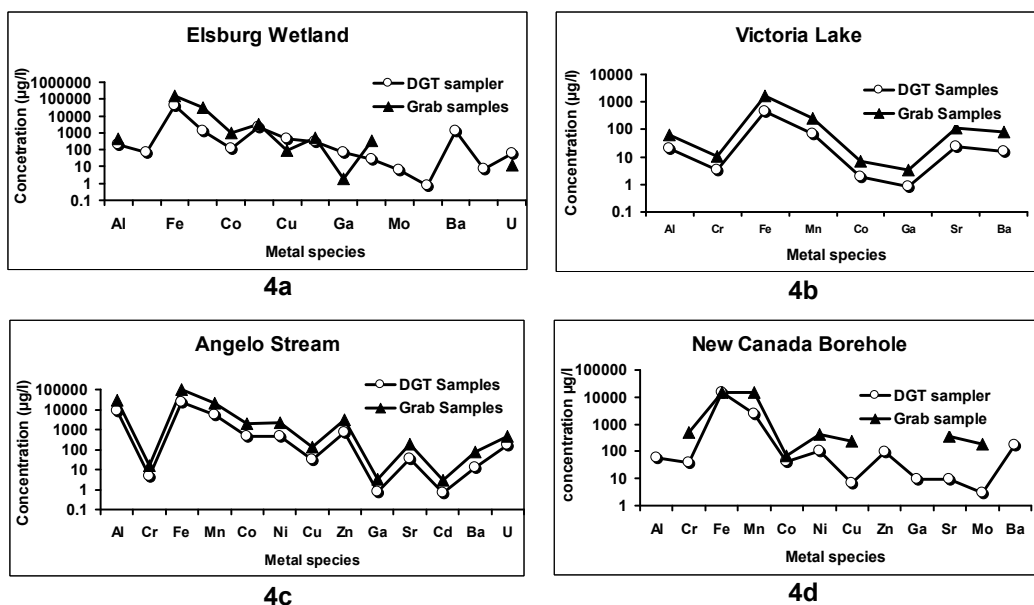 Elsburg Wetland
Concetration (µg/l)
1000000
100000
10000
1000
100
10
1
0.1
DGT sampler
Grab samples
Al Fe Co Cu Ga Mo Ba U
Metal species
4a
Victoria Lake
Concentration (µg/l)
10000
1000
100
10
1
0.1
DGT Samples
Grab Samples
Al Cr Fe Mn Co Ga Sr Ba
Metal species
4b
Angelo Stream
Concentration (µg/l)
100000
10000
1000
100
10
1
0.1
DGT Samples
Grab Samples
Al Cr Fe Mn Co Ni Cu Zn Ga Sr Cd Ba U
Metal species
4c
New Canada Borehole
concentration µg/l
100000
10000
1000
100
10
1
DGT sampler
Grab sample
Al Cr Fe Mn Co Ni Cu Zn Ga Sr Mo Ba
Metal species
4d